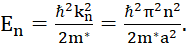 Eₙ = ℏ²kₙ²/2m* = ℏ²π²n²/2m*a².